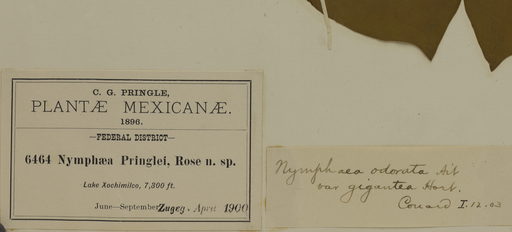 C. G. PRINGLE,
PLANTÆ MEXICANÆ.
1896.
—FEDERAL DISTRICT—
6464 Nymphæa Pringlei, Rose n. sp.
Lake Xochimilco, 7,300 ft.
June—September. April 1900
Nymphaea odorata Ait
var gigantea Hort.
Conard I.12.03